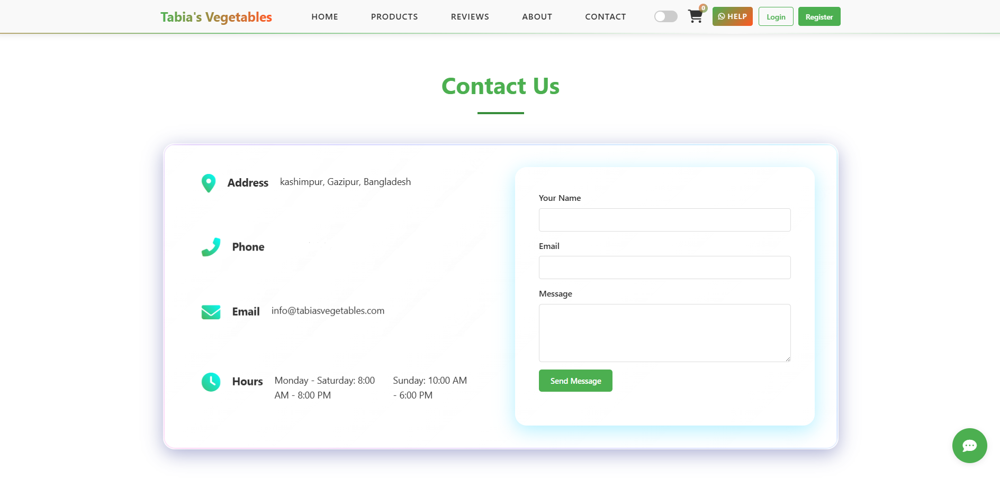 Tabia's Vegetables HOME PRODUCTS REVIEWS ABOUT CONTACT 0 HELP Login Register
Contact Us
Address kashimpur, Gazipur, Bangladesh
Phone
Email info@tabiasvegetables.com
Hours Monday - Saturday: 8:00 Sunday: 10:00 AM
AM - 8:00 PM - 6:00 PM
Your Name
Email
Message
Send Message